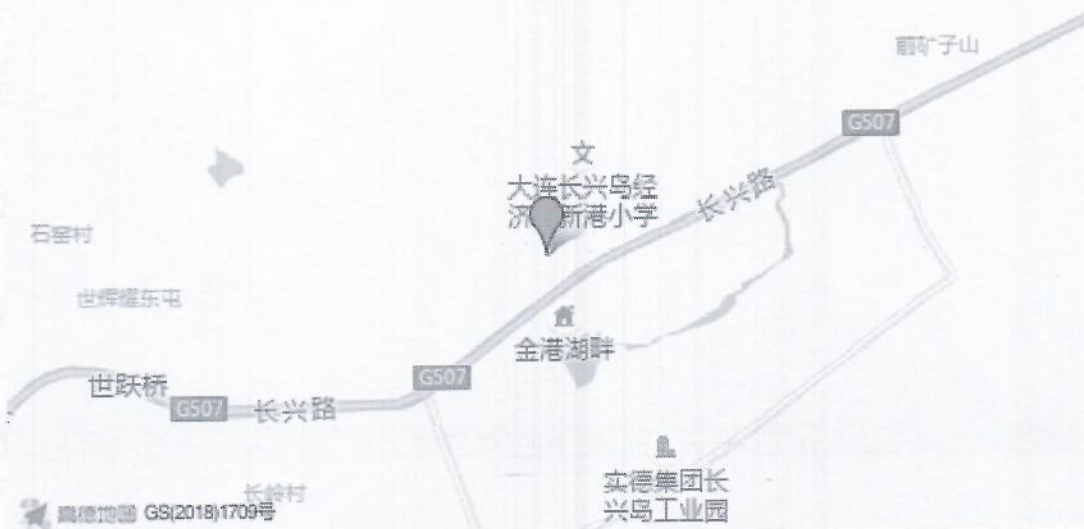 前矿子山
G507
文
大连长兴岛经
济 新港小学
长兴路
石窑村
世辉耀东屯
金港湖畔
G507
世跃桥
G507
长兴路
实德集团长
兴岛工业园
长岭村
高德地图 GS(2018)1709号